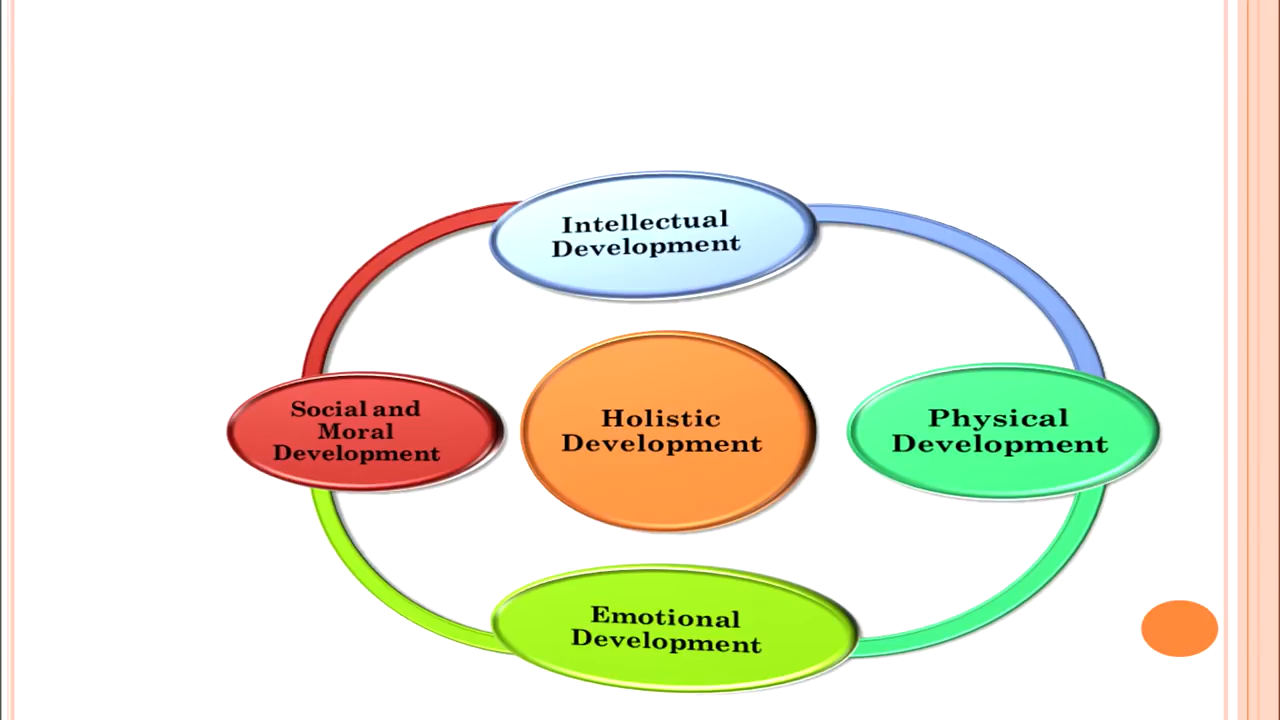 Intellectual
Development
Social and
Moral
Development
Holistic
Development
Physical
Development
Emotional
Development